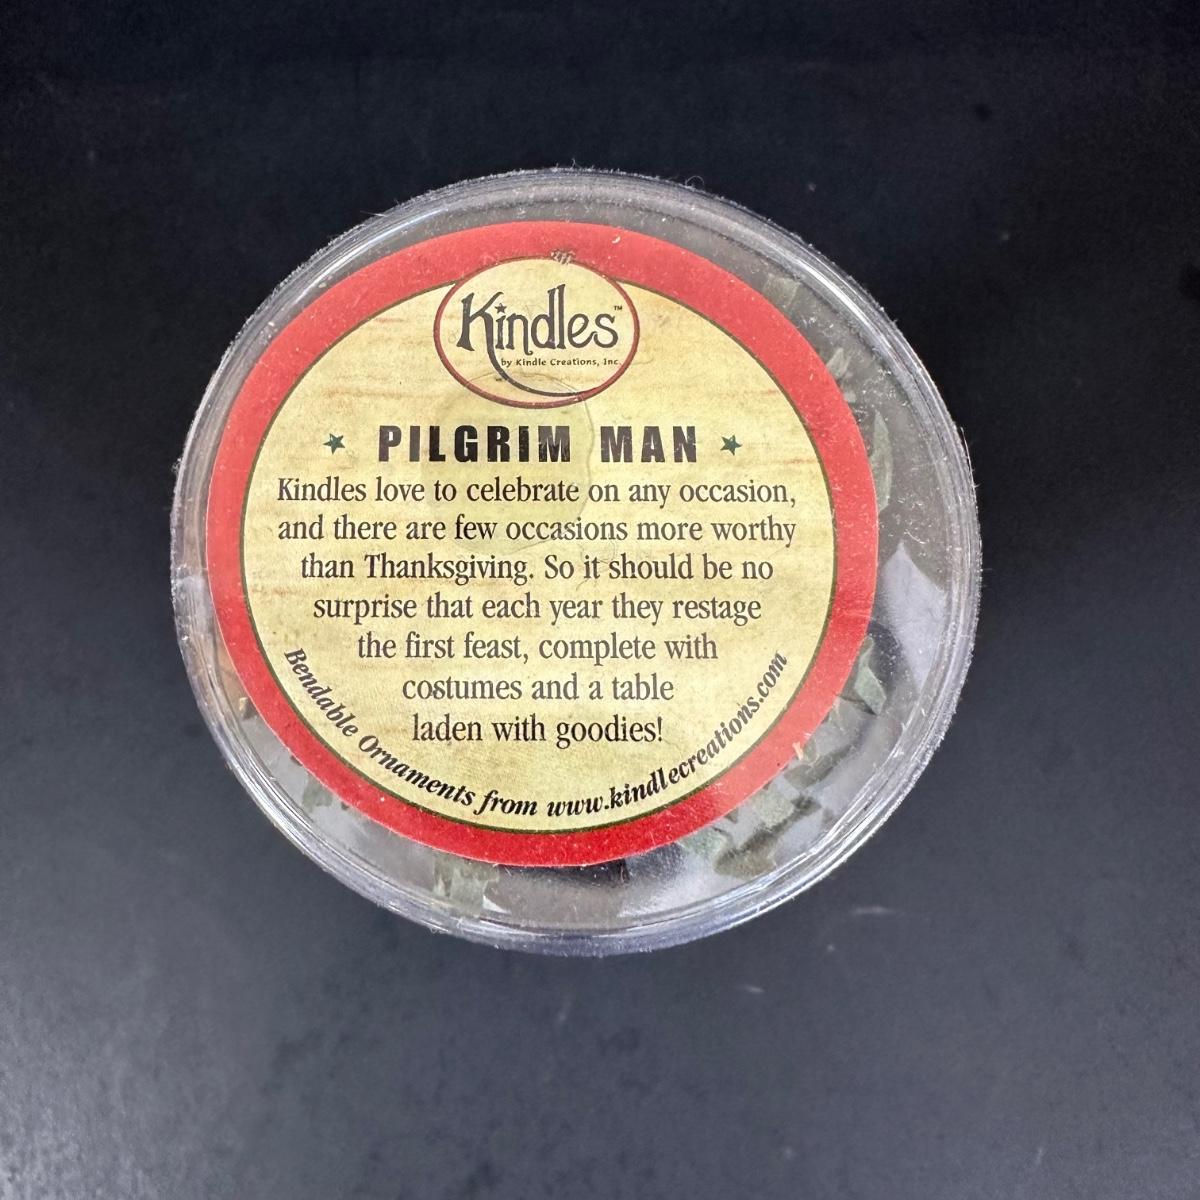 Kindles™
by Kindle Creations, Inc.
PILGRIM MAN
Kindles love to celebrate on any occasion,
and there are few occasions more worthy
than Thanksgiving. So it should be no
surprise that each year they restage
the first feast, complete with
costumes and a table
laden with goodies!
Bendable Ornaments from www.kindlecreations.com